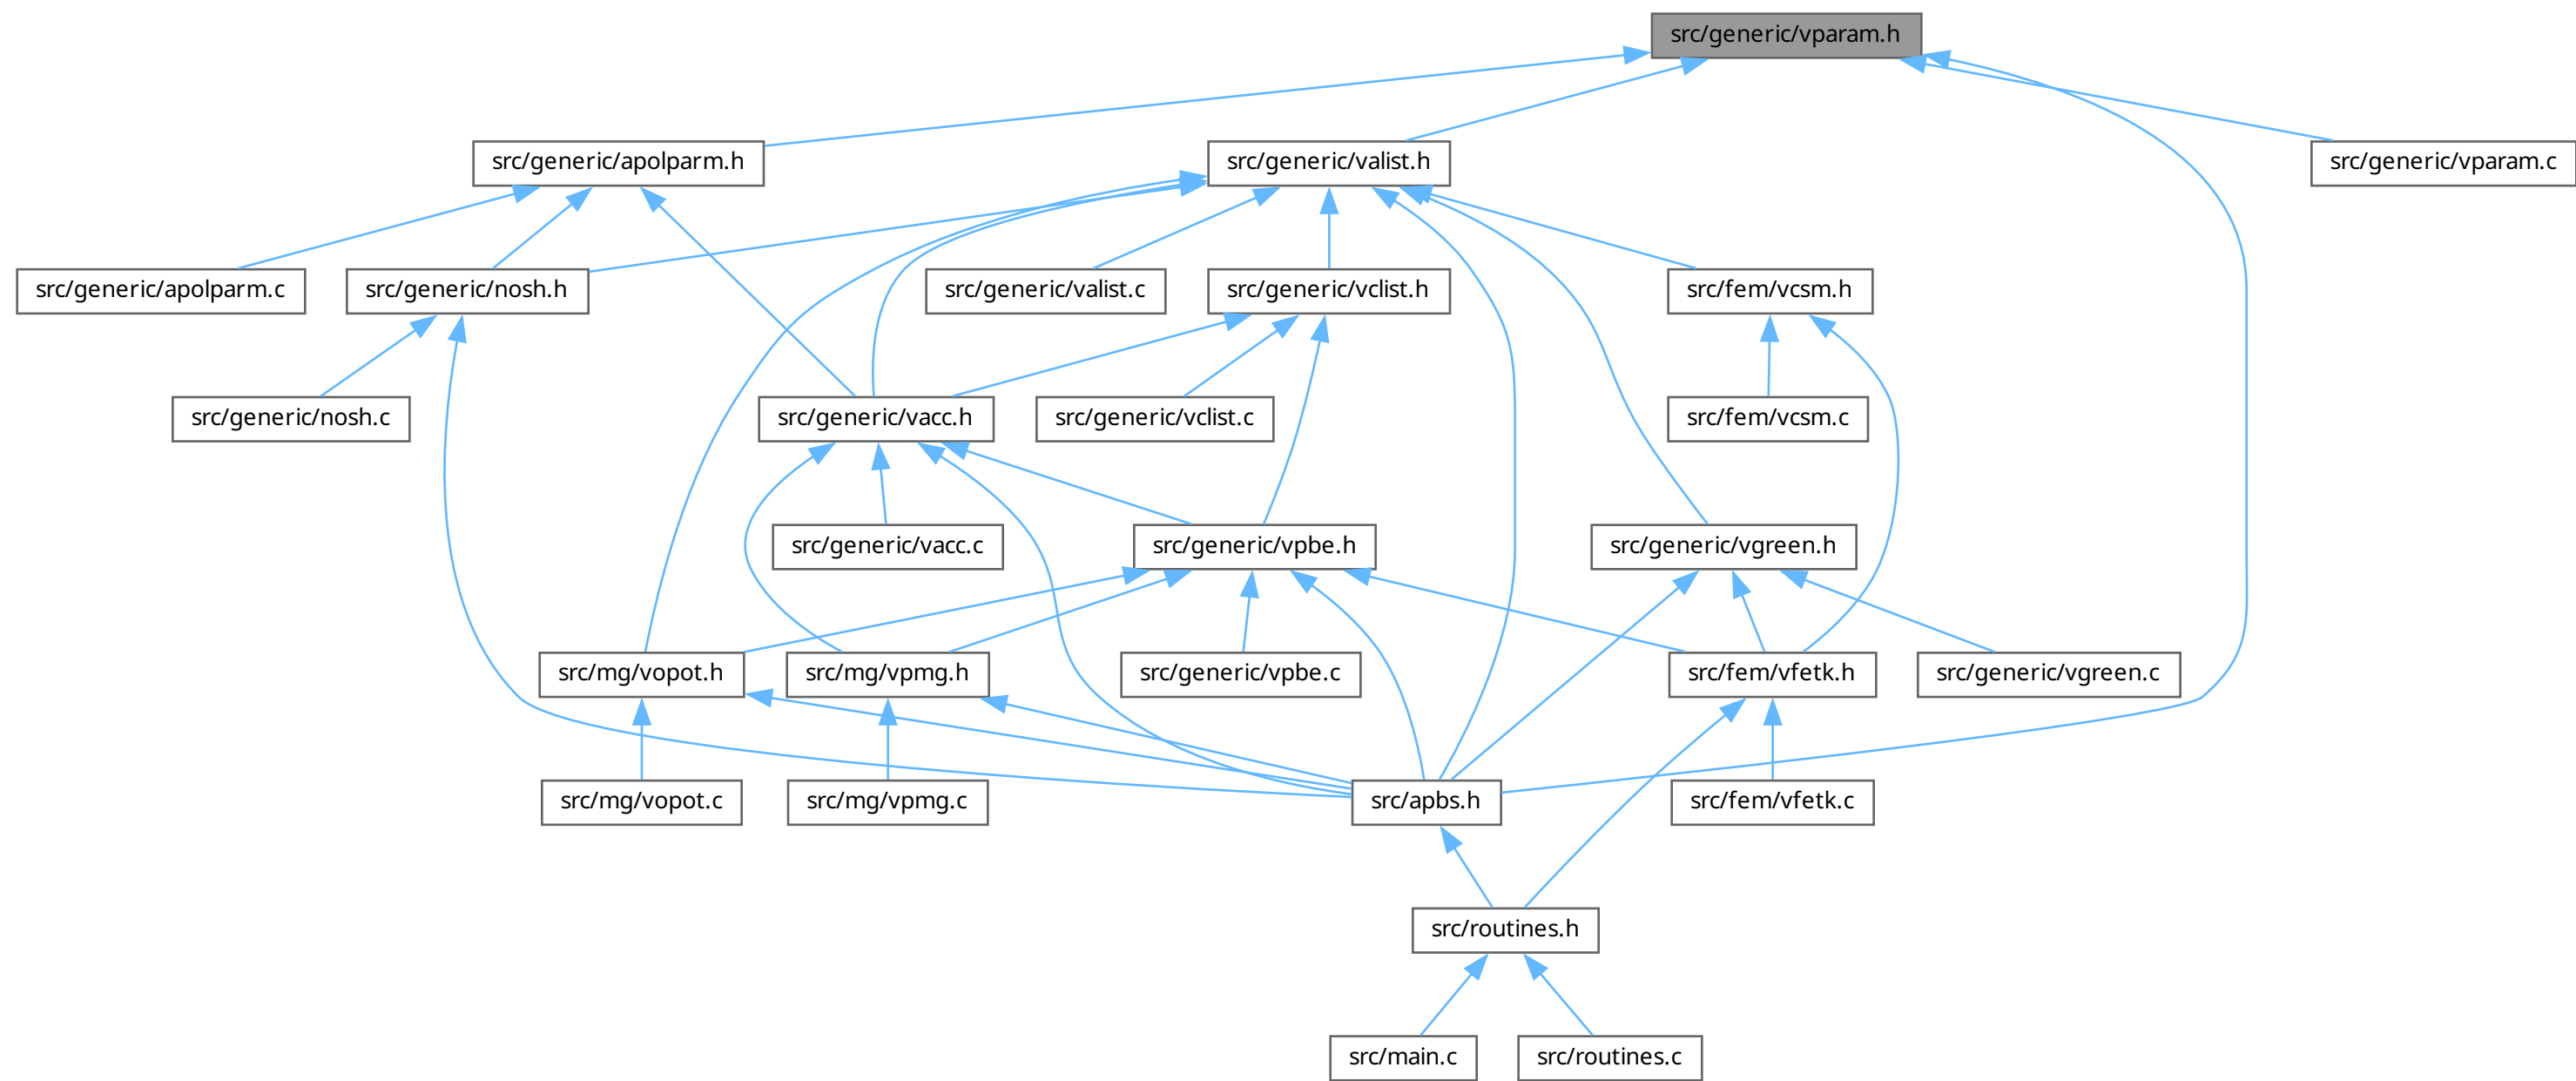 src/generic/vparam.h
src/generic/apolparm.h
src/generic/valist.h
src/generic/vparam.c
src/generic/apolparm.c
src/generic/nosh.h
src/generic/valist.c
src/generic/vclist.h
src/fem/vcsm.h
src/generic/nosh.c
src/generic/vacc.h
src/generic/vclist.c
src/fem/vcsm.c
src/generic/vacc.c
src/generic/vpbe.h
src/generic/vgreen.h
src/mg/vopot.h
src/mg/vpmg.h
src/generic/vpbe.c
src/fem/vfetk.h
src/generic/vgreen.c
src/mg/vopot.c
src/mg/vpmg.c
src/apbs.h
src/fem/vfetk.c
src/routines.h
src/main.c
src/routines.c